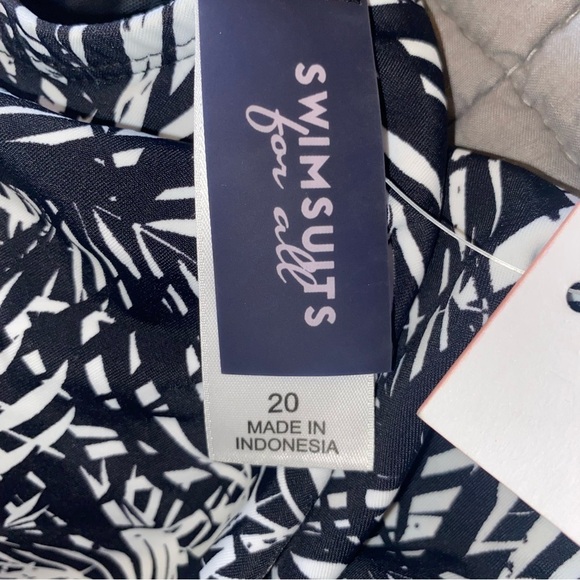 SWIMSUITS
for all
20
MADE IN
INDONESIA